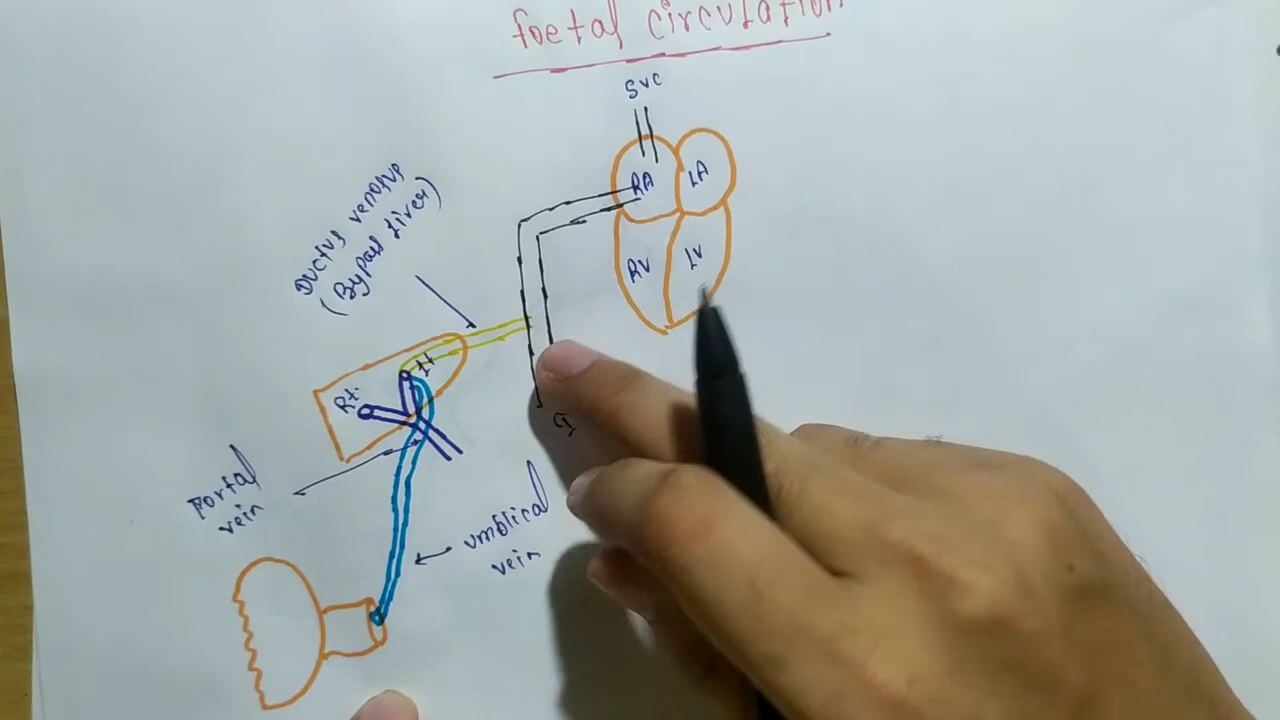 foetal circulation
SVC
RA
LA
RV
LV
Ductus venosus
(Bypass liver)
Rt.
lt
Portal
vein
umblical
vein